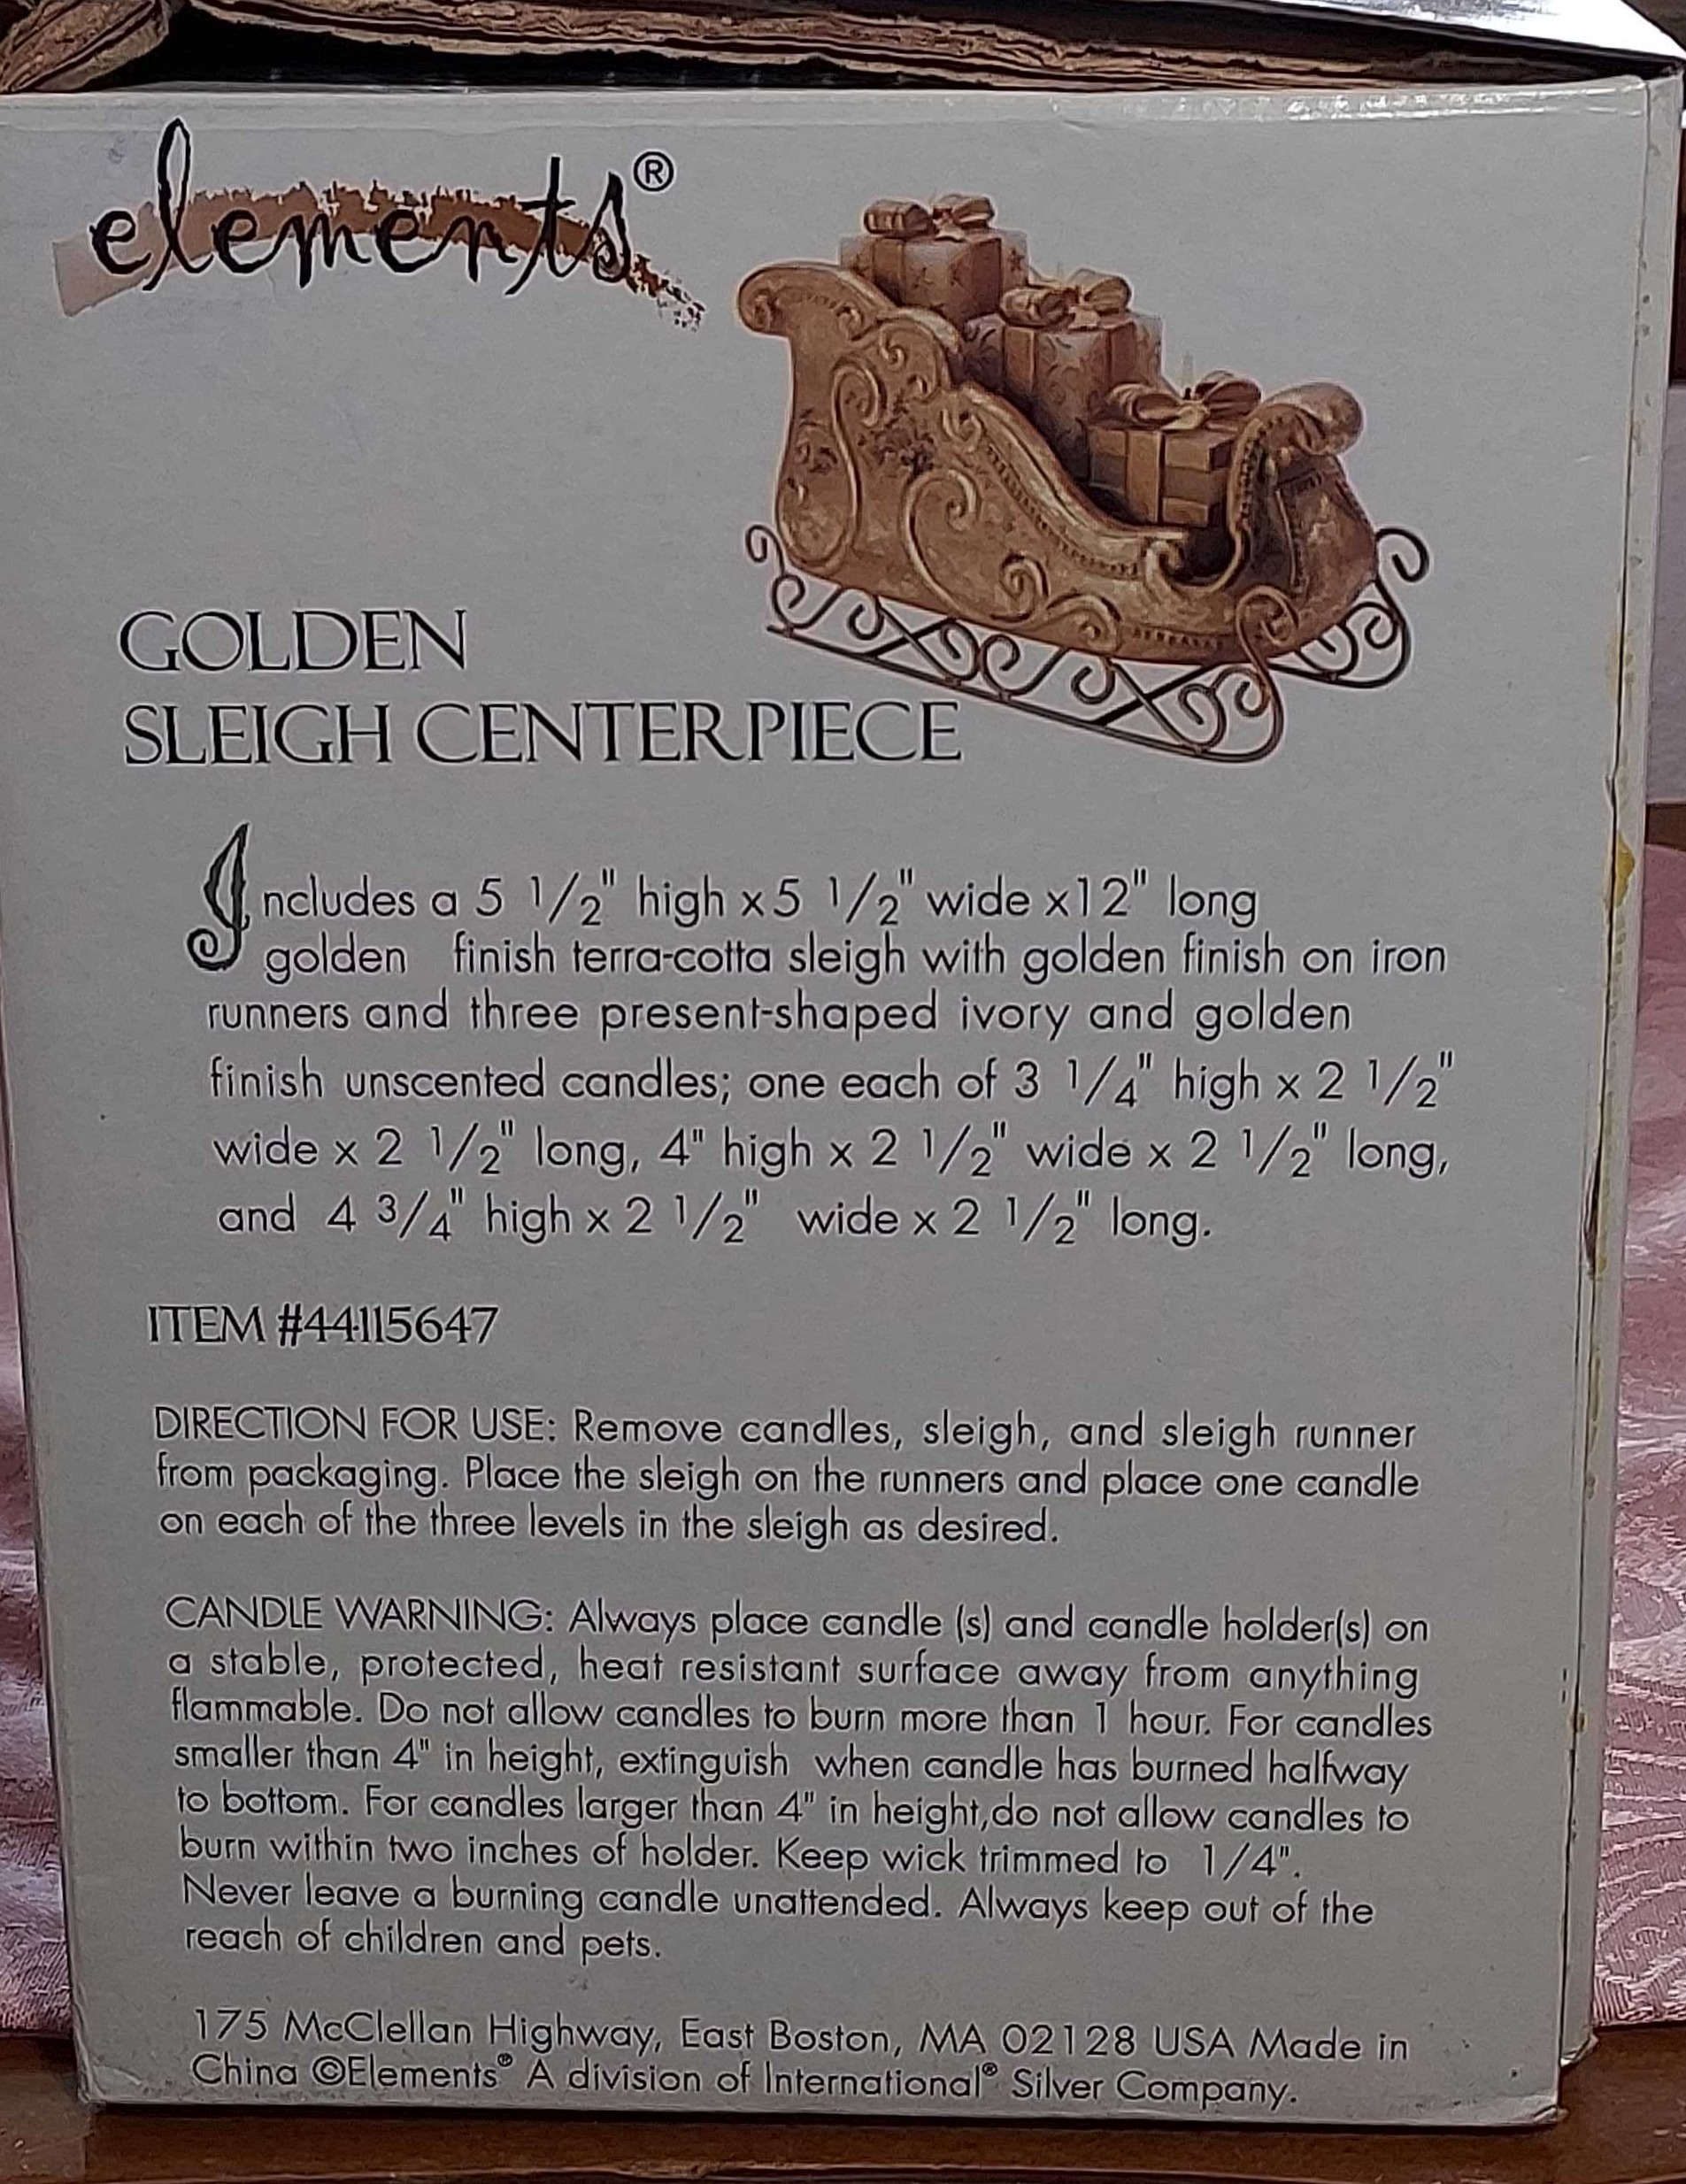 elements®
GOLDEN
SLEIGH CENTERPIECE
Includes a 5 1/2" high x 5 1/2" wide x12" long
golden finish terra-cotta sleigh with golden finish on iron
runners and three present-shaped ivory and golden
finish unscented candles; one each of 3 1/4" high x 2 1/2"
wide x 2 1/2" long, 4" high x 2 1/2" wide x 2 1/2" long,
and 4 3/4" high x 2 1/2" wide x 2 1/2" long.
ITEM #44115647
DIRECTION FOR USE: Remove candles, sleigh, and sleigh runner
from packaging. Place the sleigh on the runners and place one candle
on each of the three levels in the sleigh as desired.
CANDLE WARNING: Always place candle (s) and candle holder(s) on
a stable, protected, heat resistant surface away from anything
flammable. Do not allow candles to burn more than 1 hour. For candles
smaller than 4" in height, extinguish when candle has burned halfway
to bottom. For candles larger than 4" in height,do not allow candles to
burn within two inches of holder. Keep wick trimmed to 1/4".
Never leave a burning candle unattended. Always keep out of the
reach of children and pets.
175 McClellan Highway, East Boston, MA 02128 USA Made in
China ©Elements® A division of International® Silver Company.